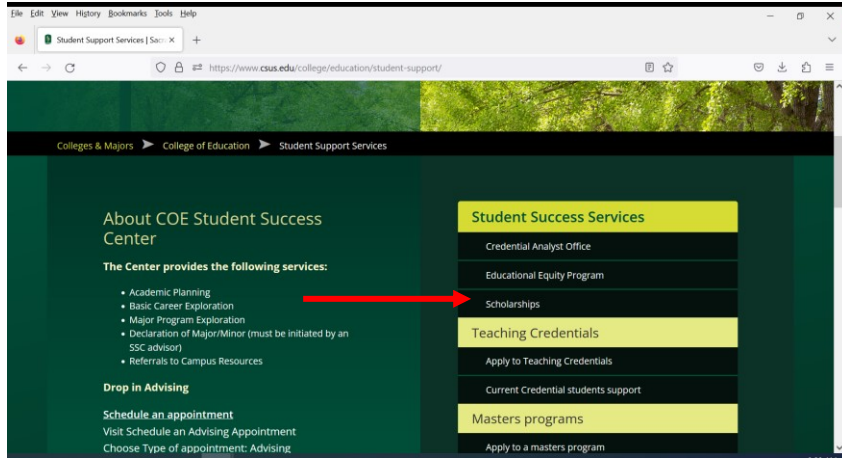 File Edit View History Bookmarks Tools Help
Student Support Services | Sacr
https://www.csus.edu/college/education/student-support/
Colleges & Majors College of Education Student Support Services
About COE Student Success
Center
The Center provides the following services:
• Academic Planning
• Basic Career Exploration
• Major Program Exploration
• Declaration of Major/Minor (must be initiated by an
SSC advisor)
• Referrals to Campus Resources
Drop in Advising
Schedule an appointment
Visit Schedule an Advising Appointment
Choose Type of appointment: Advising
Student Success Services
Credential Analyst Office
Educational Equity Program
Scholarships
Teaching Credentials
Apply to Teaching Credentials
Current Credential students support
Masters programs
Apply to a masters program